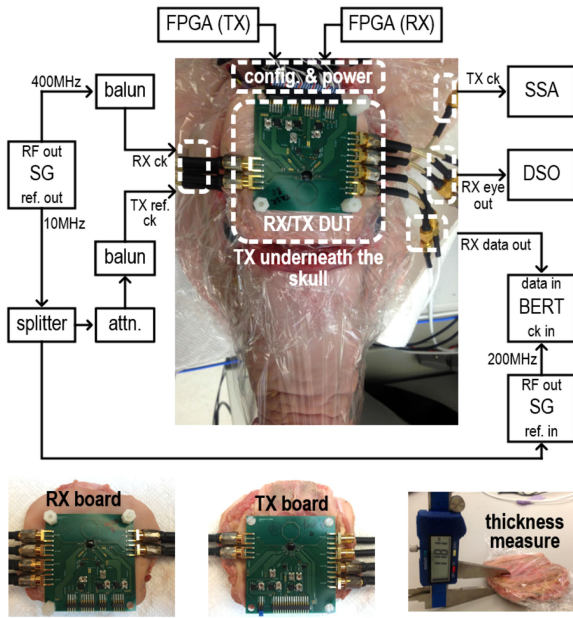 FPGA (TX)
FPGA (RX)
config. & power
400MHz
balun
TX ck
SSA
RF out
SG
ref. out
RX ck
DSO
RX eye
out
10MHz
TX ref.
ck
RX/TX DUT
TX underneath the
skull
RX data out
balun
data in
BERT
ck in
splitter
attn.
200MHz
RF out
SG
ref. in
RX board
TX board
thickness
measure